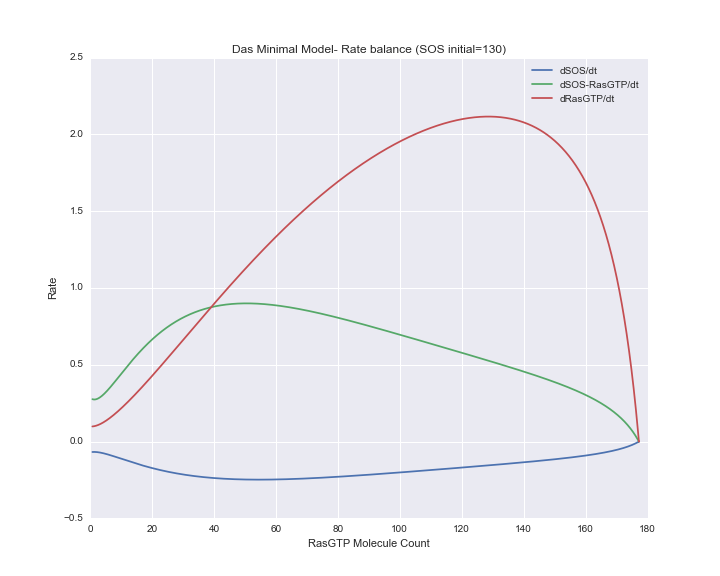 Das Minimal Model- Rate balance (SOS initial=130)
2.5
2.0
1.5
1.0
0.5
0.0
−0.5
Rate
dSOS/dt
dSOS-RasGTP/dt
dRasGTP/dt
0 20 40 60 80 100 120 140 160 180
RasGTP Molecule Count